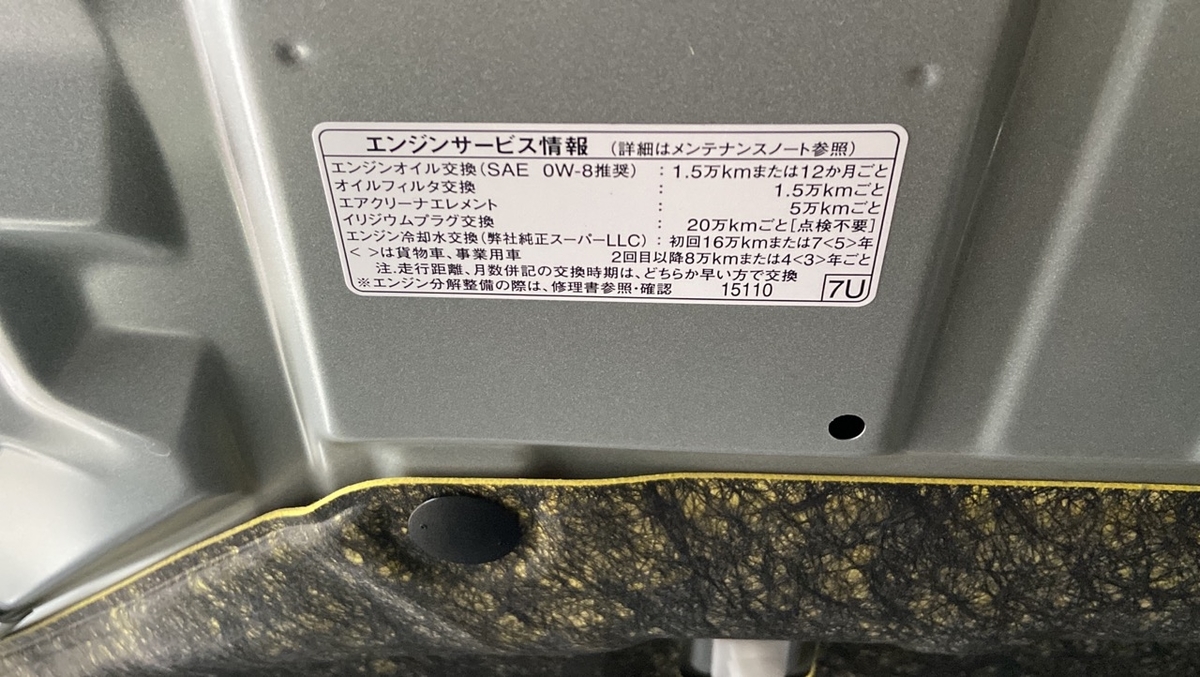 エンジンサービス情報 (詳細はメンテナンスノート参照)
エンジンオイル交換(SAE 0W-8推奨) : 1.5万kmまたは12か月ごと
オイルフィルタ交換 : 1.5万kmごと
エアクリーナエレメント : 5万kmごと
イリジウムプラグ交換 : 20万kmごと[点検不要]
エンジン冷却水交換(弊社純正スーパーLLC) : 初回16万kmまたは7<5>年
< >は貨物車、事業用車 2回目以降8万kmまたは4<3>年ごと
注.走行距離、月数併記の交換時期は、どちらか早い方で交換
※エンジン分解整備の際は、修理書参照・確認 15110 7U